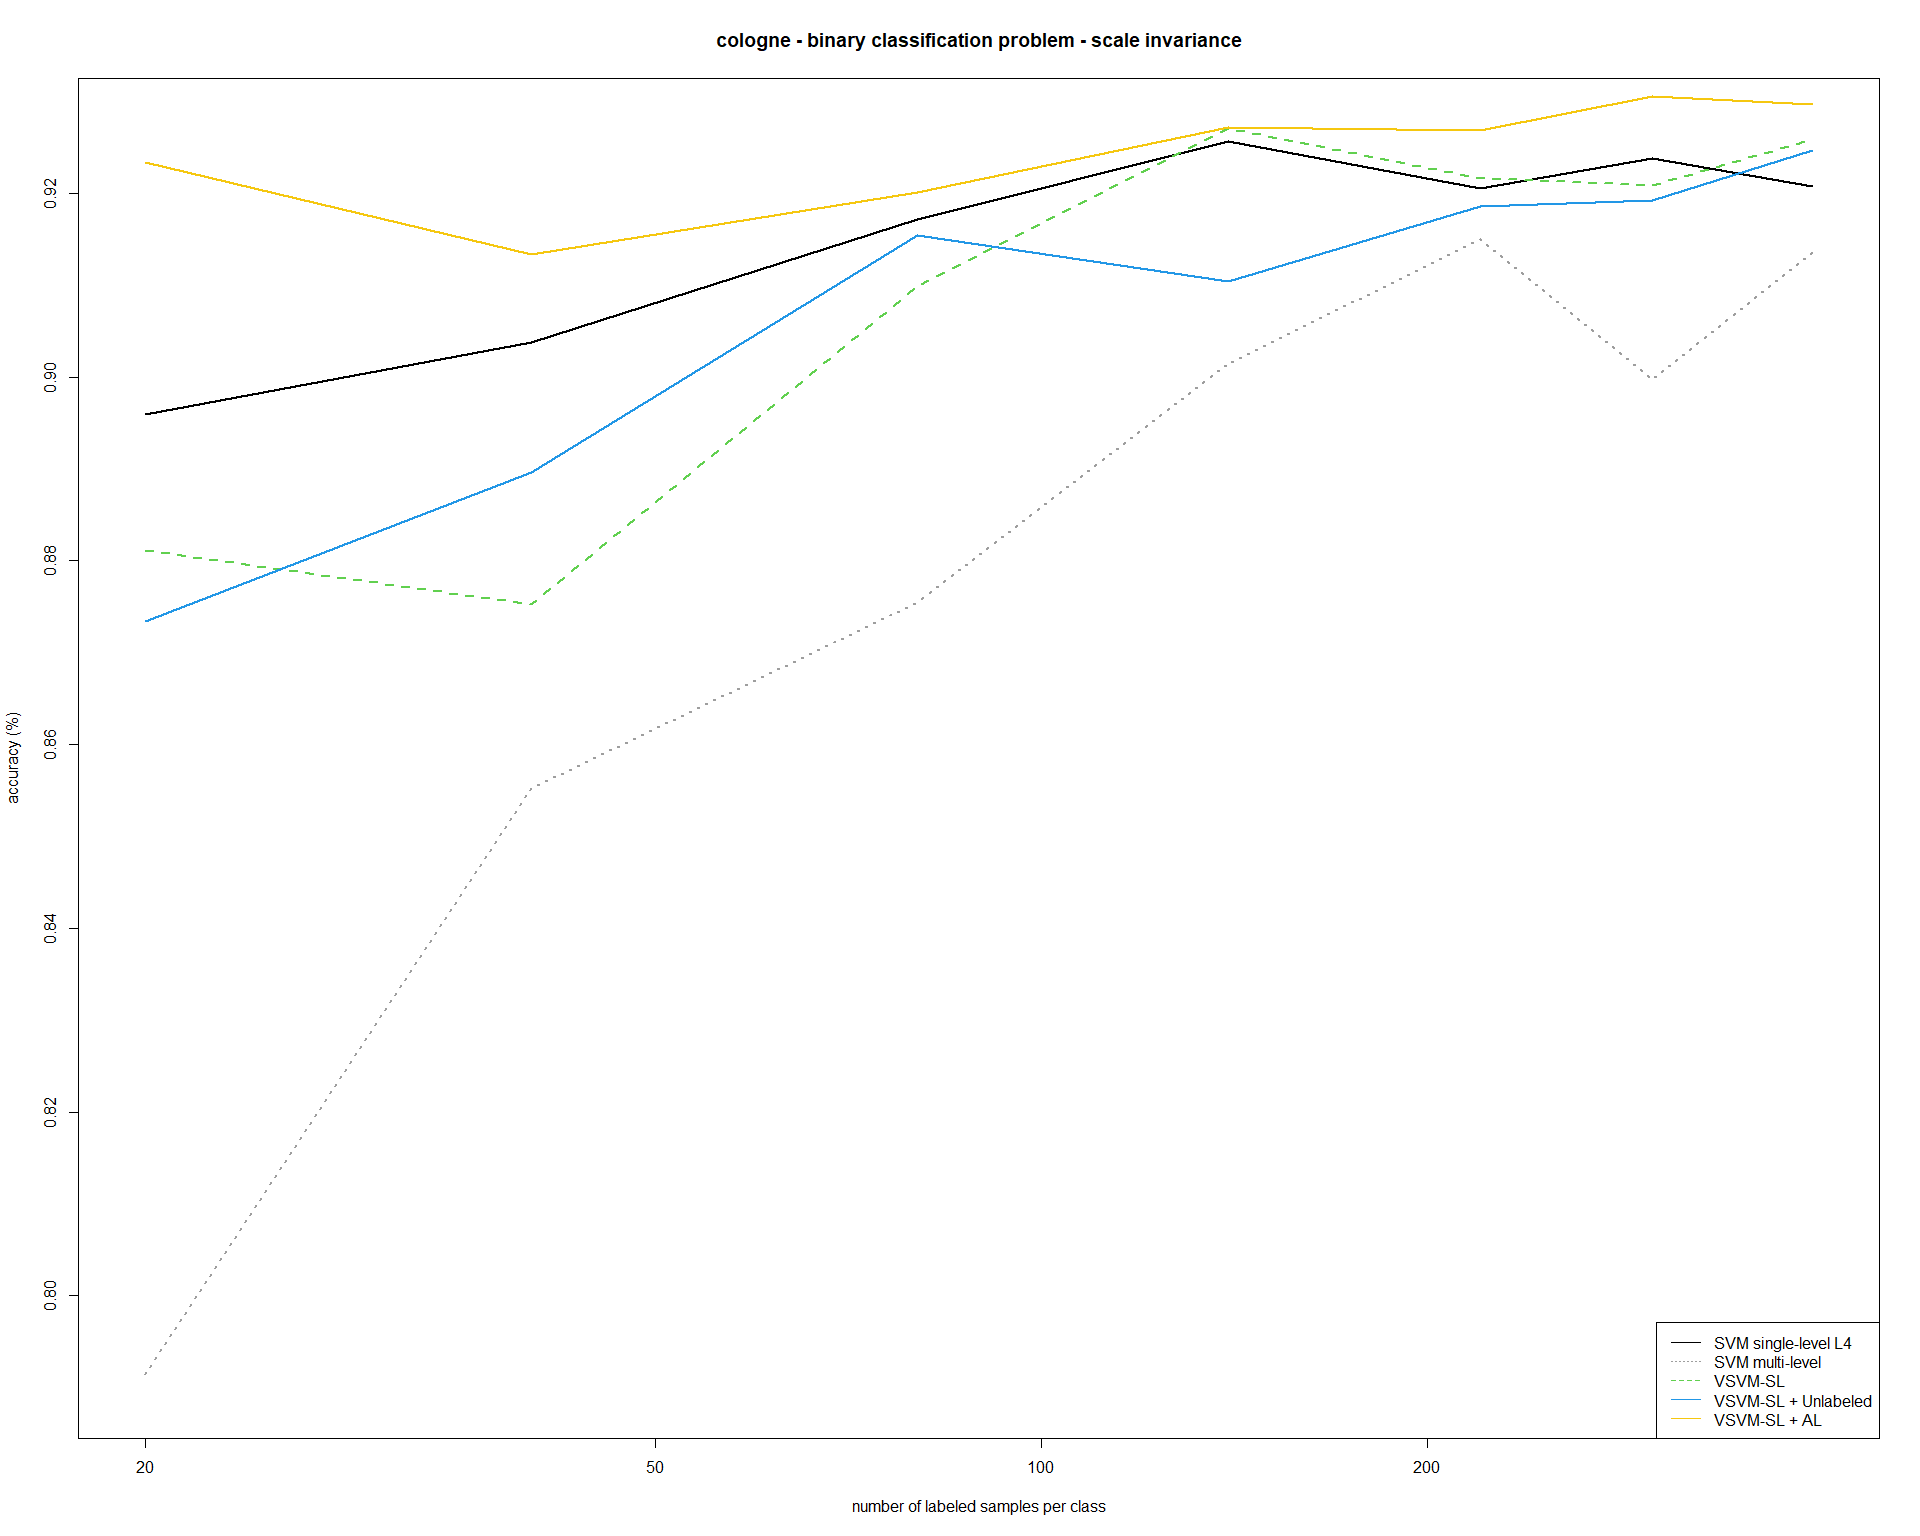 cologne - binary classification problem - scale invariance
accuracy (%)
0.92
0.90
0.88
0.86
0.84
0.82
0.80
20
50
100
200
number of labeled samples per class
SVM single-level L4
SVM multi-level
VSVM-SL
VSVM-SL + Unlabeled
VSVM-SL + AL